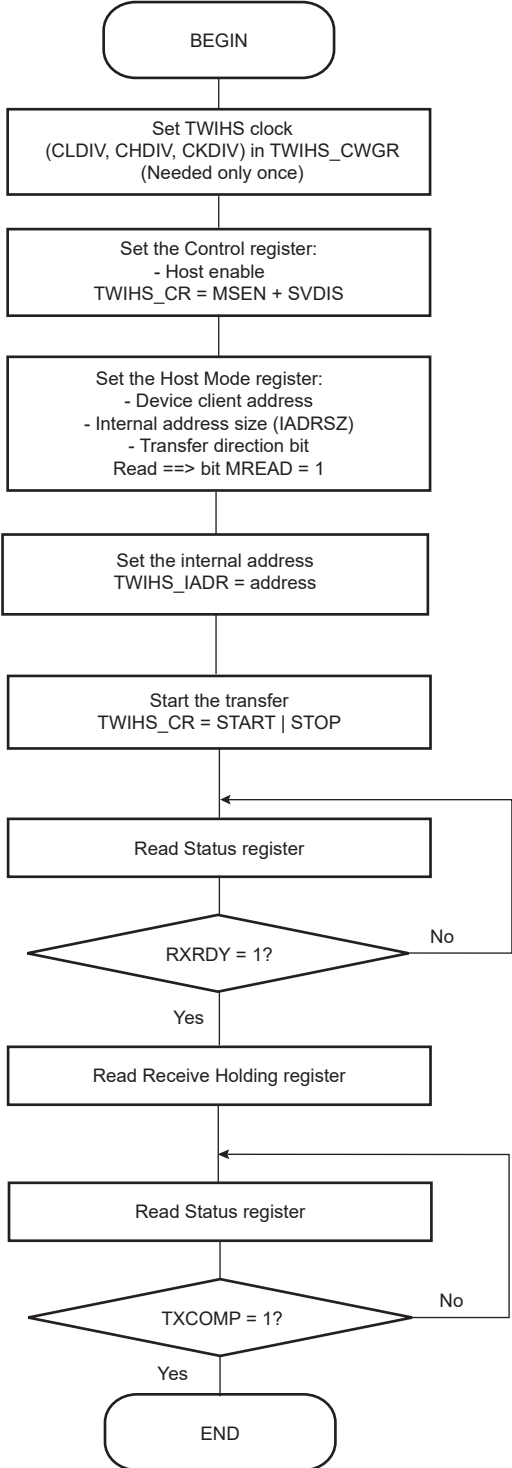 BEGIN
Set TWIHS clock
(CLDIV, CHDIV, CKDIV) in TWIHS_CWGR
(Needed only once)
Set the Control register:
- Host enable
TWIHS_CR = MSEN + SVDIS
Set the Host Mode register:
- Device client address
- Internal address size (IADRSZ)
- Transfer direction bit
Read ==> bit MREAD = 1
Set the internal address
TWIHS_IADR = address
Start the transfer
TWIHS_CR = START | STOP
Read Status register
RXRDY = 1?
No
Yes
Read Receive Holding register
Read Status register
TXCOMP = 1?
No
Yes
END